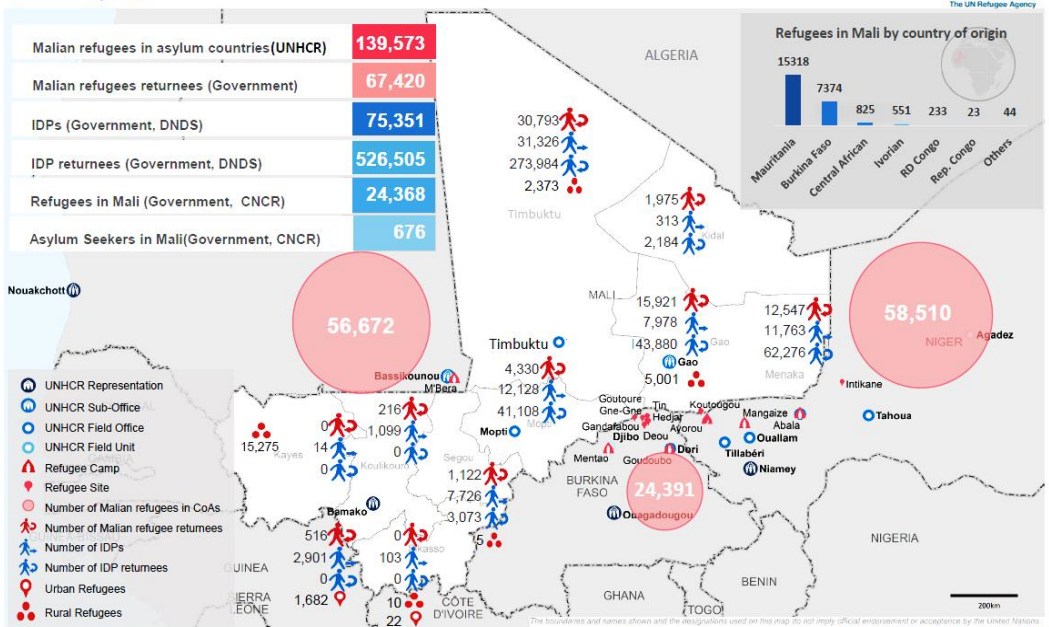 The UN Refugee Agency
Malian refugees in asylum countries(UNHCR) 139,573
Malian refugees returnees (Government) 67,420
IDPs (Government, DNDS) 75,351
IDP returnees (Government, DNDS) 526,505
Refugees in Mali (Government, CNCR) 24,368
Asylum Seekers in Mali(Government, CNCR) 676
Refugees in Mali by country of origin
15318
7374
825
551
233
23
44
Mauritania
Burkina Faso
Central African
Ivorian
RD Congo
Rep. Congo
Others
ALGERIA
30,793
31,326
273,984
2,373
Timbuktu
1,975
313
2,184
Kidal
Nouakchott
56,672
MALI
15,921
7,978
143,880
Gao
Gao
5,001
12,547
11,763
62,276
Menaka
58,510
Agadez
NIGER
Timbuktu
4,330
12,128
41,108
Mopti
Mopti
Bassikounou
M'Bera
Goutoure
Gne-Gne
Gandafabou
Djibo
Deou
Tin
Hedjar
Ayorou
Koutougou
Mangaize
Abala
Intikane
Tahoua
Ouallam
Tillabéri
Niamey
Mentao
Goudoubo
Dori
BURKINA
FASO
24,391
Ouagadougou
15,275
Kayes
0
14
0
216
1,099
0
Koulikouro
Segou
1,122
7,726
3,073
5
Bamako
516
2,901
0
1,682
0
103
0
10
22
Sikasso
UNHCR Representation
UNHCR Sub-Office
UNHCR Field Office
UNHCR Field Unit
Refugee Camp
Refugee Site
Number of Malian refugees in CoAs
Number of Malian refugee returnees
Number of IDPs
Number of IDP returnees
Urban Refugees
Rural Refugees
GAMBIA
GUINEA-BISSAU
GUINEA
SIERRA
LEONE
CÔTE
D'IVOIRE
GHANA
TOGO
BENIN
NIGERIA
200km
The boundaries and names shown and the designations used on this map do not imply official endorsement or acceptance by the United Nations.